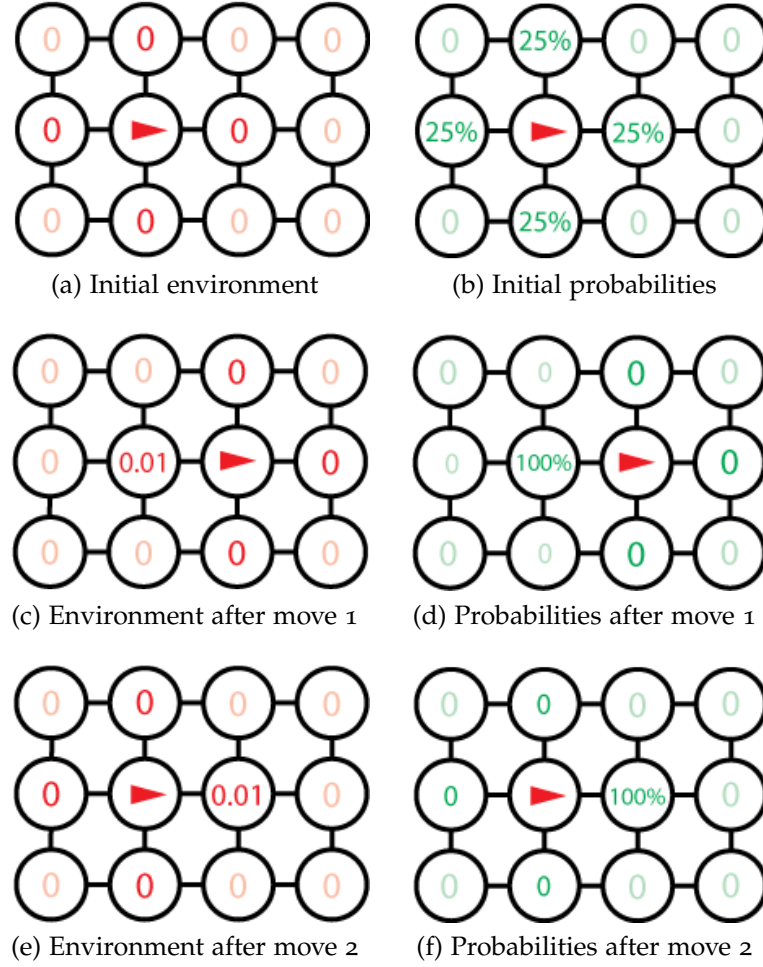 0 0 0 0
0 0 0
0 0 0 0
(a) Initial environment
0 25% 0 0
25% 25% 0
0 25% 0 0
(b) Initial probabilities
0 0 0 0
0 0.01 0
0 0 0 0
(c) Environment after move 1
0 0 0 0
0 100% 0
0 0 0 0
(d) Probabilities after move 1
0 0 0 0
0 0.01 0
0 0 0 0
(e) Environment after move 2
0 0 0 0
0 100% 0
0 0 0 0
(f) Probabilities after move 2